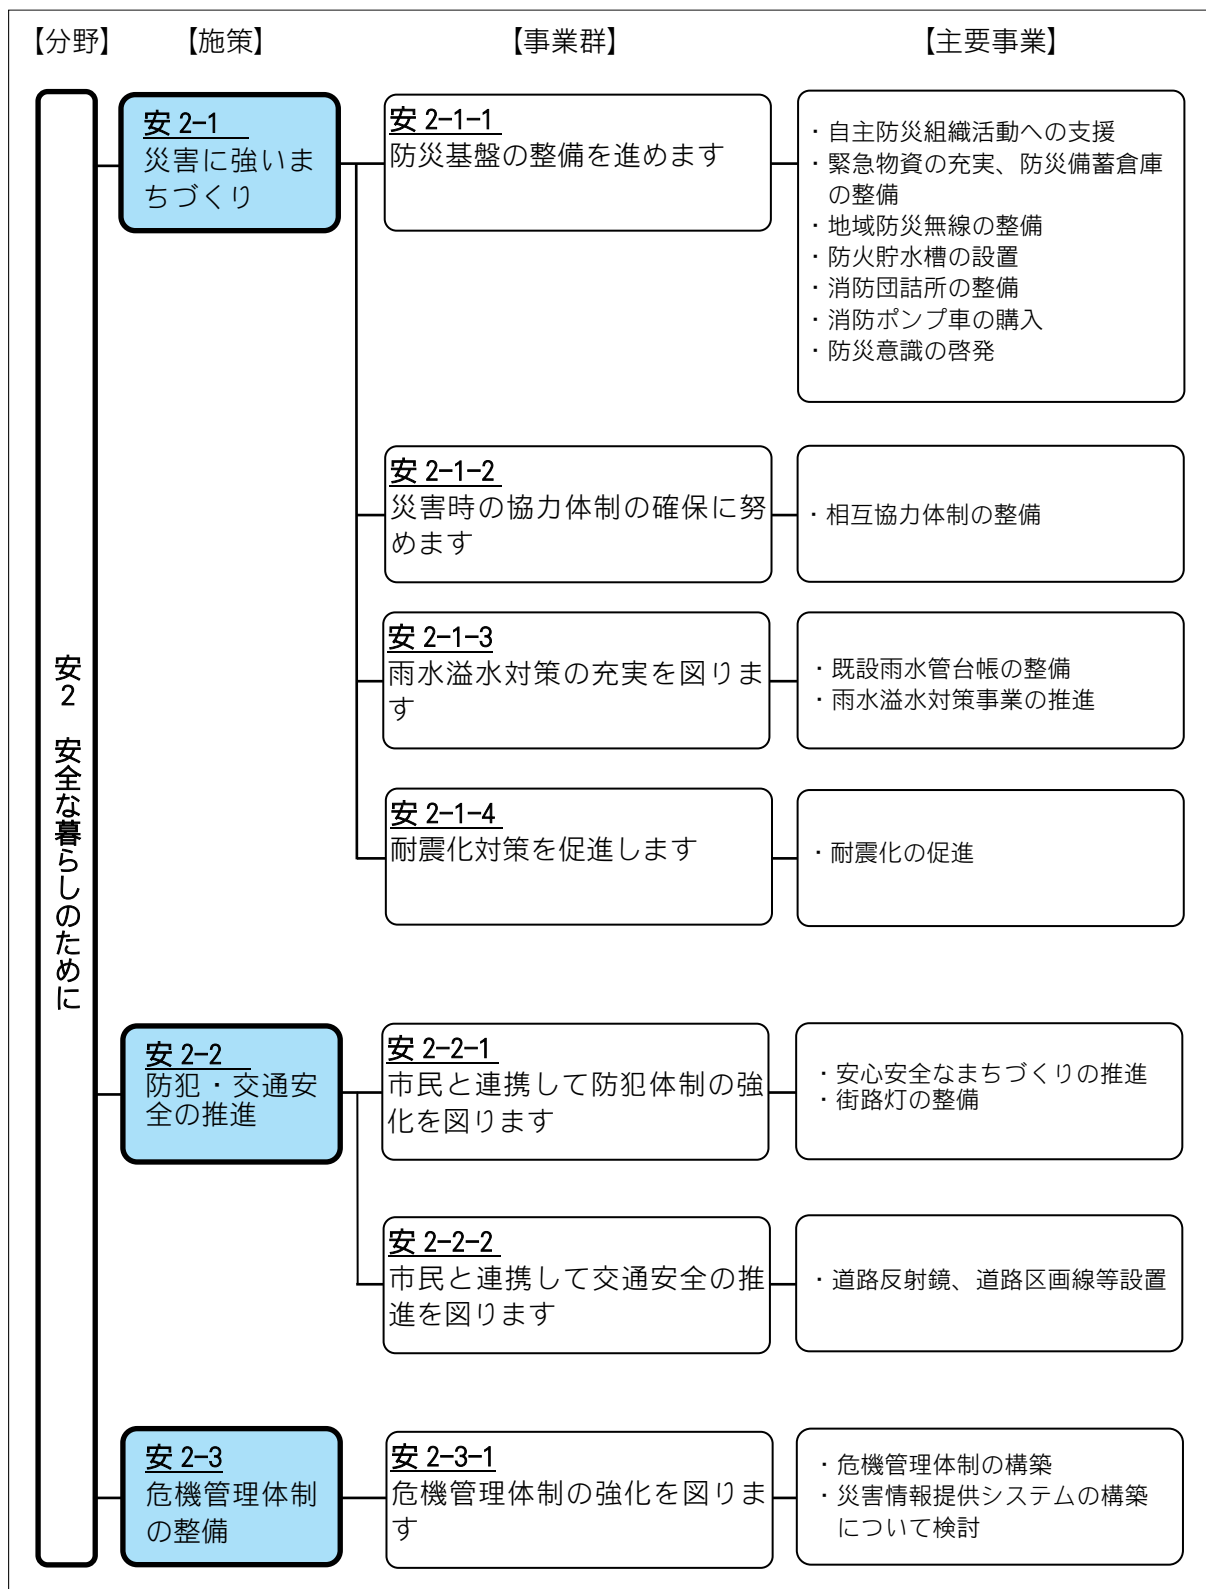 【分野】 【施策】 【事業群】 【主要事業】
安2 安全な暮らしのために
安 2-1
災害に強いま
ちづくり
安 2-1-1
防災基盤の整備を進めます
・自主防災組織活動への支援
・緊急物資の充実、防災備蓄倉庫
の整備
・地域防災無線の整備
・防火貯水槽の設置
・消防団詰所の整備
・消防ポンプ車の購入
・防災意識の啓発
安 2-1-2
災害時の協力体制の確保に努
めます
・相互協力体制の整備
安 2-1-3
雨水溢水対策の充実を図りま
す
・既設雨水管台帳の整備
・雨水溢水対策事業の推進
安 2-1-4
耐震化対策を促進します
・耐震化の促進
安 2-2
防犯・交通安
全の推進
安 2-2-1
市民と連携して防犯体制の強
化を図ります
・安心安全なまちづくりの推進
・街路灯の整備
安 2-2-2
市民と連携して交通安全の推
進を図ります
・道路反射鏡、道路区画線等設置
安 2-3
危機管理体制
の整備
安 2-3-1
危機管理体制の強化を図りま
す
・危機管理体制の構築
・災害情報提供システムの構築
について検討